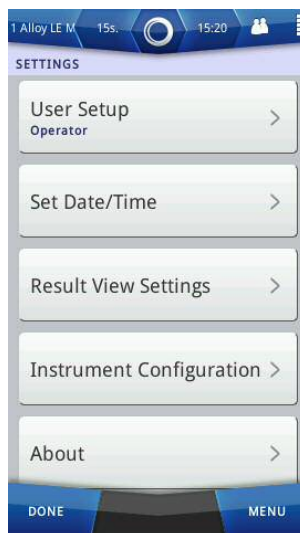 1 Alloy LE M 15s. 15:20
SETTINGS
User Setup
Operator
Set Date/Time
Result View Settings
Instrument Configuration
About
DONE MENU